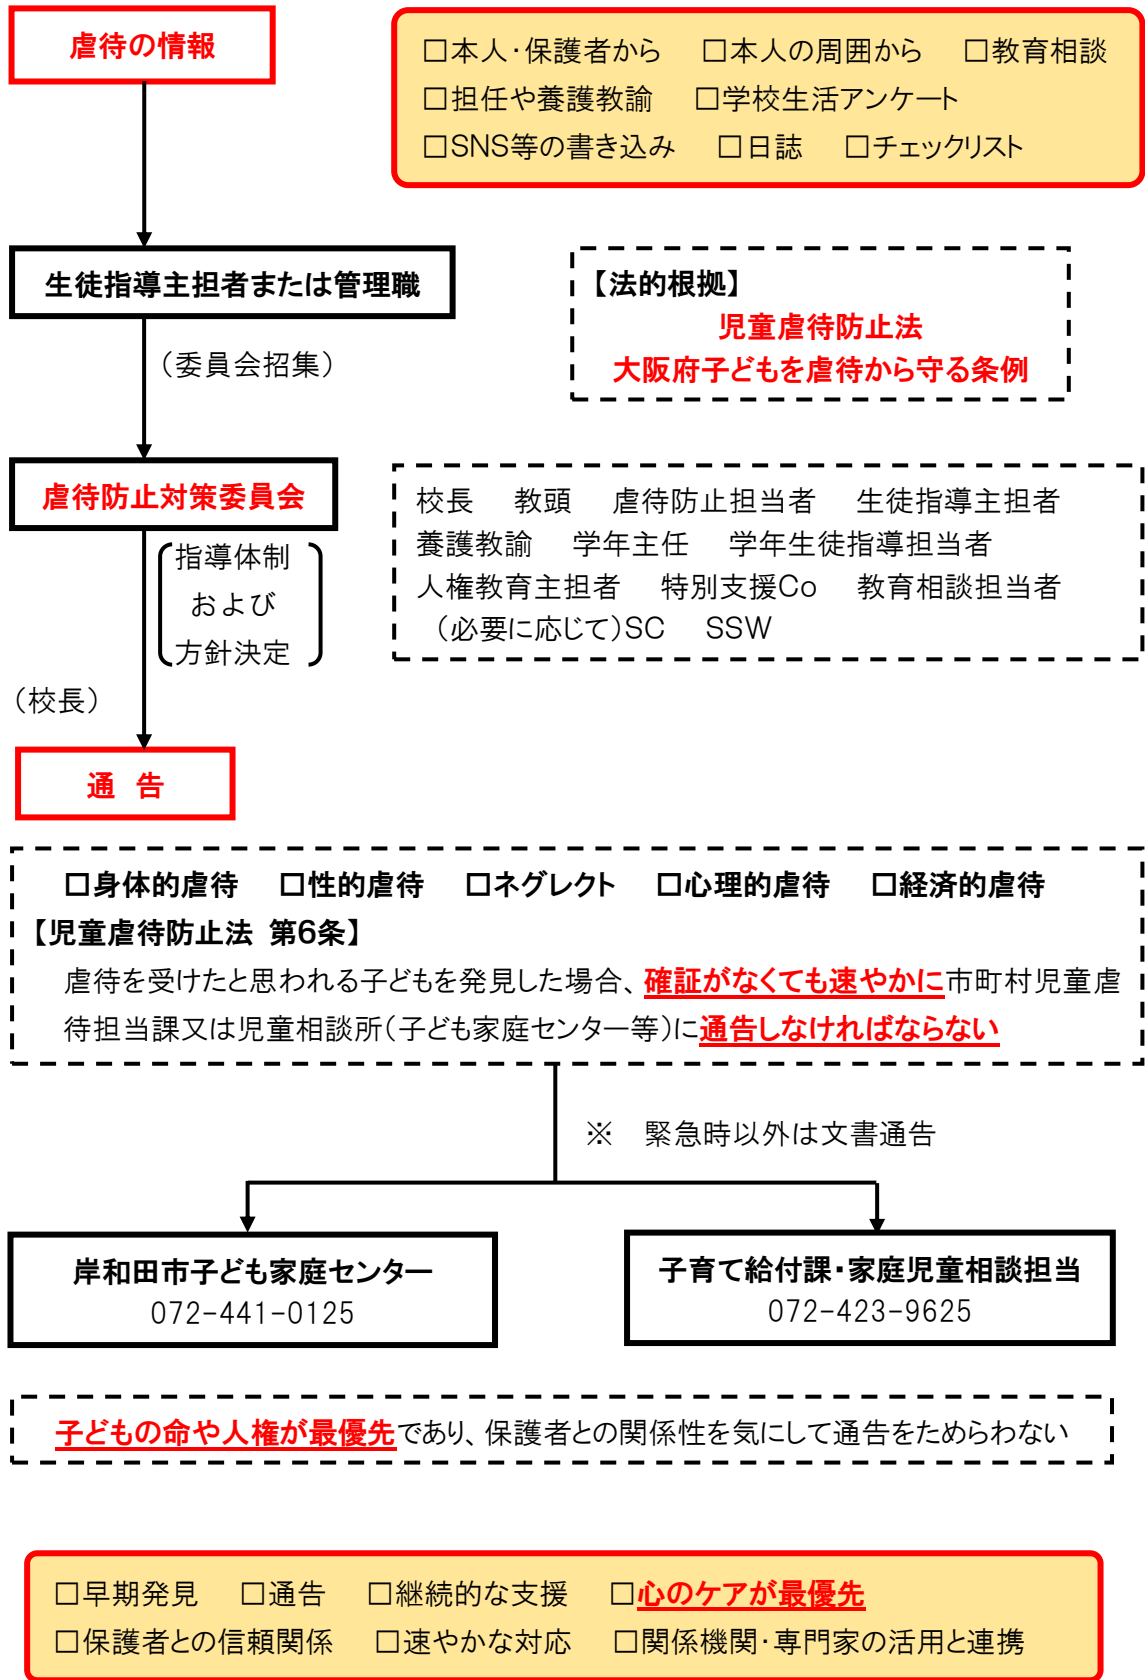 虐待の情報
□本人・保護者から　□本人の周囲から　□教育相談
□担任や養護教諭　□学校生活アンケート
□SNS等の書き込み　□日誌　□チェックリスト
生徒指導主担者または管理職
(委員会招集)
【法的根拠】
児童虐待防止法
大阪府子どもを虐待から守る条例
虐待防止対策委員会
指導体制
および
方針決定
校長　教頭　虐待防止担当者　生徒指導主担者
養護教諭　学年主任　学年生徒指導担当者
人権教育主担者　特別支援Co　教育相談担当者
(必要に応じて)SC　SSW
(校長)
通 告
□身体的虐待　□性的虐待　□ネグレクト　□心理的虐待　□経済的虐待
【児童虐待防止法 第6条】
虐待を受けたと思われる子どもを発見した場合、確証がなくても速やかに市町村児童虐
待担当課又は児童相談所(子ども家庭センター等)に通告しなければならない
※　緊急時以外は文書通告
岸和田市子ども家庭センター
072-441-0125
子育て給付課・家庭児童相談担当
072-423-9625
子どもの命や人権が最優先であり、保護者との関係性を気にして通告をためらわない
□早期発見　□通告　□継続的な支援　□心のケアが最優先
□保護者との信頼関係　□速やかな対応　□関係機関・専門家の活用と連携